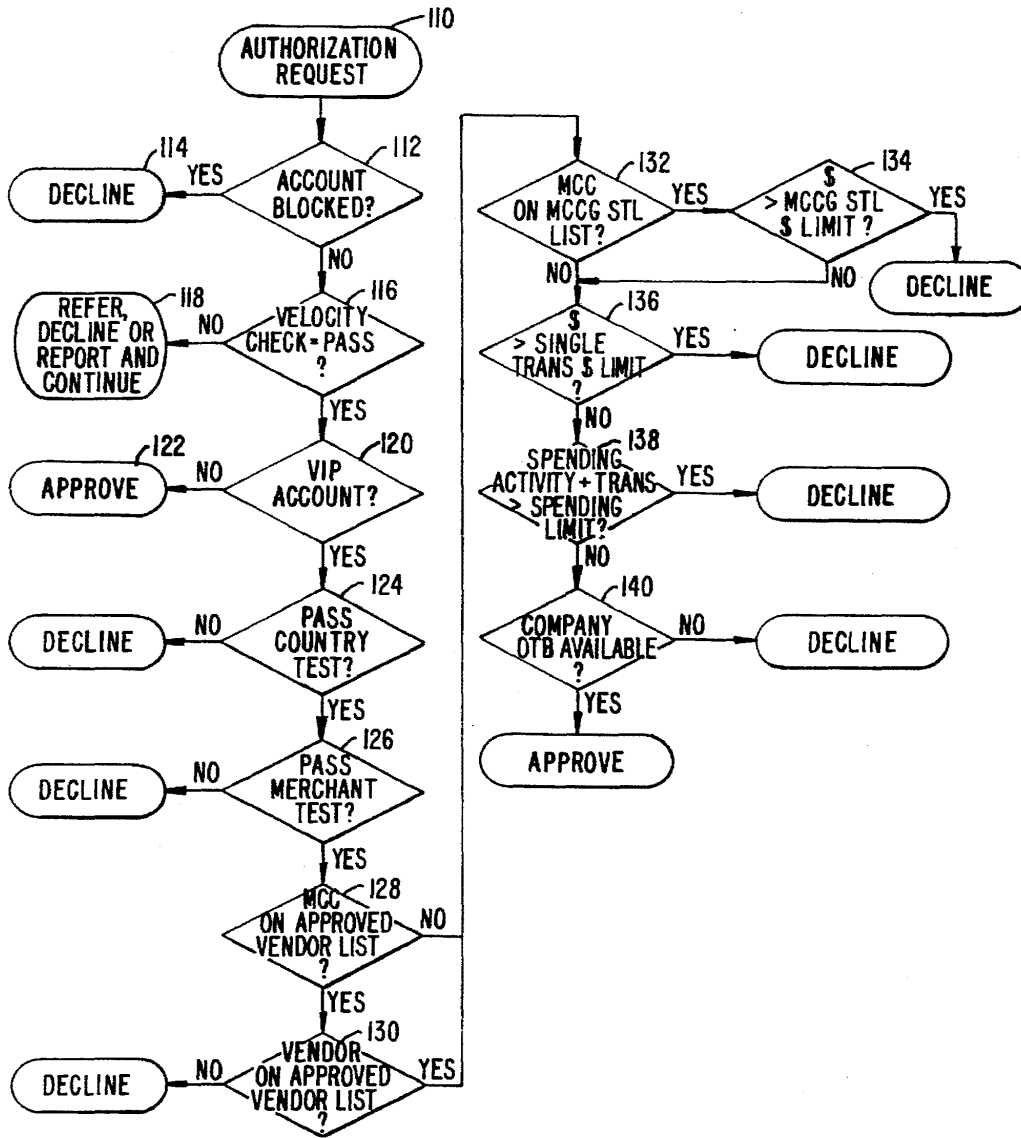 110
AUTHORIZATION
REQUEST
114
DECLINE
YES
112
ACCOUNT
BLOCKED?
NO
118
REFER,
DECLINE OR
REPORT AND
CONTINUE
NO
116
VELOCITY
CHECK=PASS
?
YES
122
APPROVE
NO
120
VIP
ACCOUNT?
YES
124
DECLINE
NO
PASS
COUNTRY
TEST?
YES
126
DECLINE
NO
PASS
MERCHANT
TEST?
YES
128
MCC
ON APPROVED
VENDOR LIST
?
NO
YES
130
DECLINE
NO
VENDOR
ON APPROVED
VENDOR LIST
?
YES
132
MCC
ON MCCG STL
LIST?
YES
NO
134
$
> MCCG STL
$ LIMIT?
YES
NO
DECLINE
136
$
> SINGLE
TRANS $ LIMIT
?
YES
DECLINE
NO
138
SPENDING
ACTIVITY+TRANS
> SPENDING
LIMIT?
YES
DECLINE
NO
140
COMPANY
OTB AVAILABLE
?
NO
DECLINE
YES
APPROVE